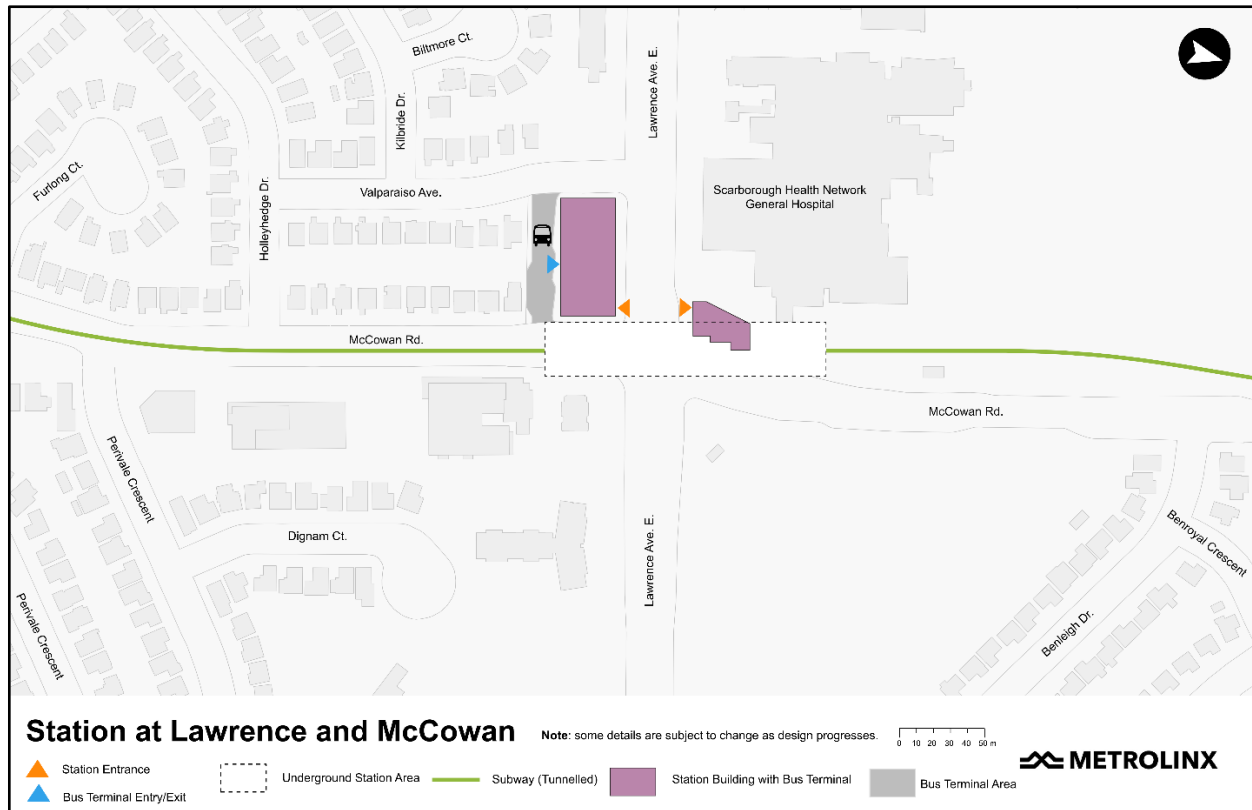 Biltmore Ct.
Kilbride Dr.
Lawrence Ave. E.
Furlong Ct.
Holleyhedge Dr.
Valparaiso Ave.
Scarborough Health Network
General Hospital
McCowan Rd.
McCowan Rd.
Perivale Crescent
Dignam Ct.
Lawrence Ave. E.
Benroyal Crescent
Benleigh Dr.
Perivale Crescent
Station at Lawrence and McCowan
Note: some details are subject to change as design progresses.
0 10 20 30 40 50 m
METROLINX
Station Entrance
Bus Terminal Entry/Exit
Underground Station Area
Subway (Tunnelled)
Station Building with Bus Terminal
Bus Terminal Area